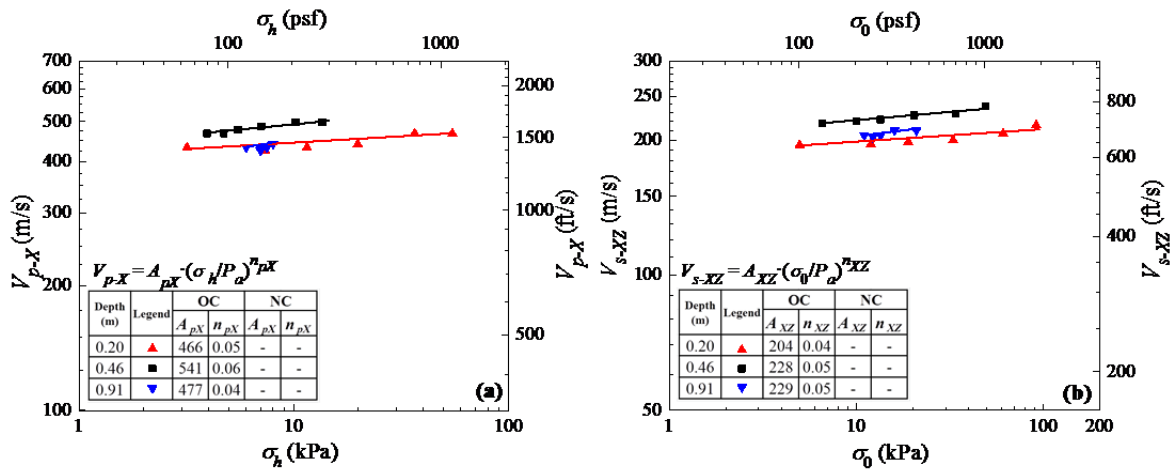 σh (psf)
100 1000
700
600
500
400
300
200
100
Vp-X (m/s)
2000
1500
1000
500
Vp-X (ft/s)
Vp-X = ApX·(σh/Pa)^npX
Depth (m) Legend OC NC
ApX npX ApX npX
0.20 466 0.05 - -
0.46 541 0.06 - -
0.91 477 0.04 - -
(a)
1 10 100
σh (kPa)
σ0 (psf)
100 1000
300
250
200
150
100
50
Vs-XZ (m/s)
800
600
400
200
Vs-XZ (ft/s)
Vs-XZ = AXZ·(σ0/Pa)^nXZ
Depth (m) Legend OC NC
AXZ nXZ AXZ nXZ
0.20 204 0.04 - -
0.46 228 0.05 - -
0.91 229 0.05 - -
(b)
1 10 100 200
σ0 (kPa)